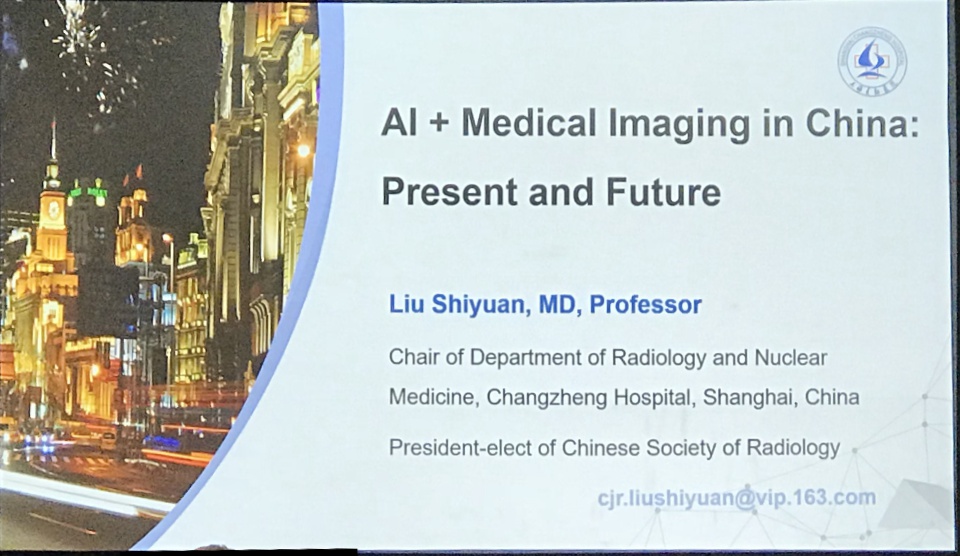 AI + Medical Imaging in China:
Present and Future
Liu Shiyuan, MD, Professor
Chair of Department of Radiology and Nuclear
Medicine, Changzheng Hospital, Shanghai, China
President-elect of Chinese Society of Radiology
cjr.liushiyuan@vip.163.com